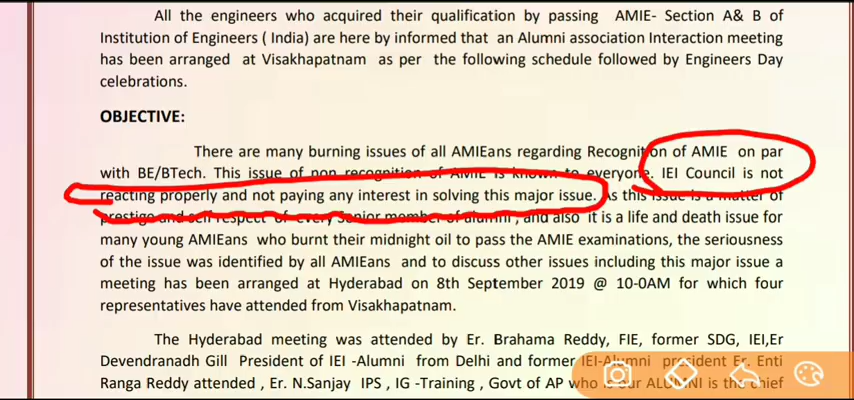 All the engineers who acquired their qualification by passing AMIE- Section A& B of
Institution of Engineers ( India) are here by informed that an Alumni association Interaction meeting
has been arranged at Visakhapatnam as per the following schedule followed by Engineers Day
celebrations.
OBJECTIVE:
There are many burning issues of all AMIEans regarding Recognition of AMIE on par
with BE/BTech. This issue of non recognition of AMIE is known to everyone. IEI Council is not
reacting properly and not paying any interest in solving this major issue. As this issue is a matter of
prestige and self respect of every Senior member of alumni , and also it is a life and death issue for
many young AMIEans who burnt their midnight oil to pass the AMIE examinations, the seriousness
of the issue was identified by all AMIEans and to discuss other issues including this major issue a
meeting has been arranged at Hyderabad on 8th September 2019 @ 10-0AM for which four
representatives have attended from Visakhapatnam.
The Hyderabad meeting was attended by Er. Brahama Reddy, FIE, former SDG, IEI,Er
Devendranadh Gill President of IEI -Alumni from Delhi and former IEI-Alumni president Er. Enti
Ranga Reddy attended , Er. N.Sanjay IPS , IG -Training , Govt of AP who is our ALUMNI is the chief